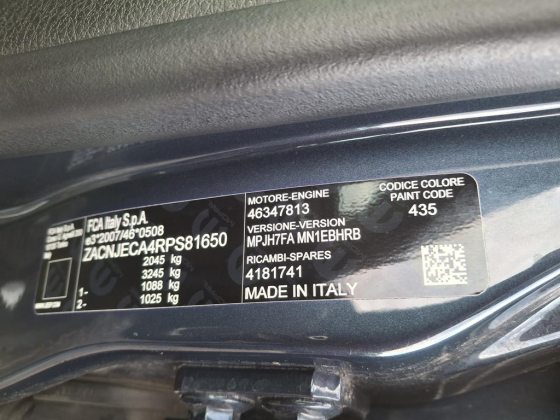 FCA Italy S.p.A.
e3*2007/46*0508
ZACNJECA4RPS81650
2045 kg
3245 kg
1- 1088 kg
2- 1025 kg
MOTORE-ENGINE
46347813
VERSIONE-VERSION
MPJH7FA MN1EBHRB
RICAMBI-SPARES
4181741
MADE IN ITALY
CODICE COLORE
PAINT CODE
435